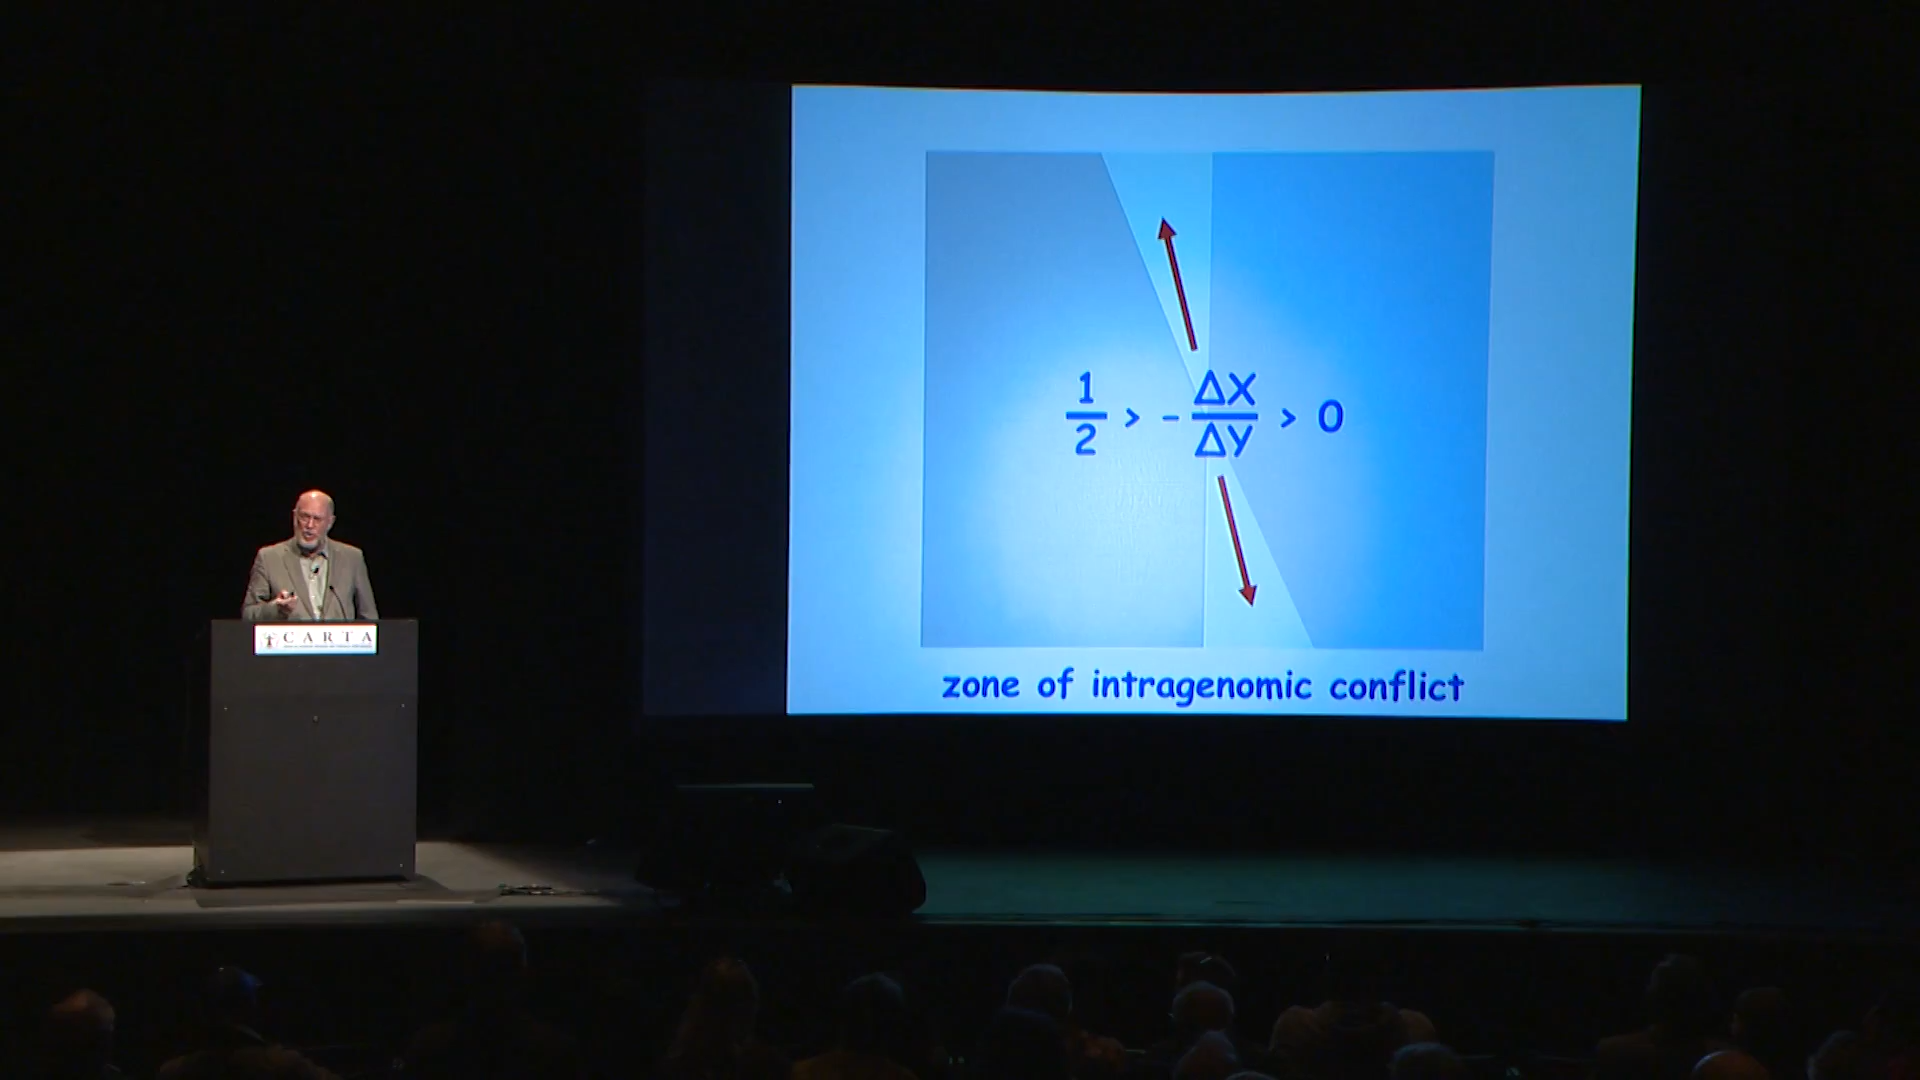 1/2 > - ΔX/ΔY > 0
zone of intragenomic conflict
CARTA